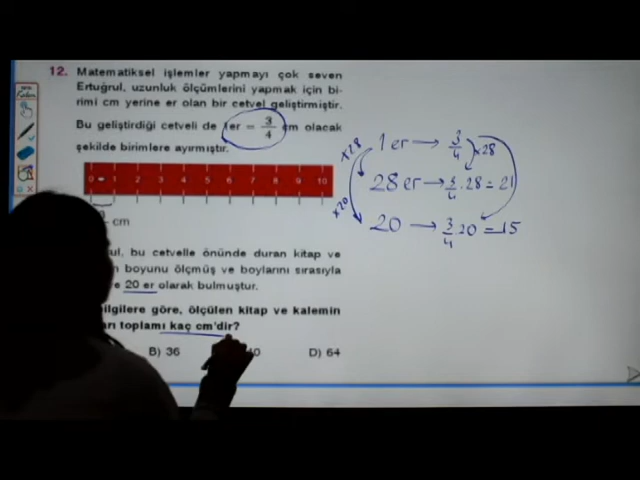 12. Matematiksel işlemler yapmayı çok seven
Ertuğrul, uzunluk ölçümlerini yapmak için bi-
rimi cm yerine er olan bir cetvel geliştirmiştir.
Bu geliştirdiği cetveli de 1er = 3/4 cm olacak
şekilde birimlere ayırmıştır.
0 1 2 3 4 5 6 7 8 9 10
cm
bu cetvelle önünde duran kitap ve
boyunu ölçmüş ve boylarını sırasıyla
20 er olarak bulmuştur.
bilgilere göre, ölçülen kitap ve kalemin
toplamı kaç cm'dir?
B) 36
D) 64
x28 1 er → 3/4 x28
28 er → 3/4 . 28 = 21
x20 20 → 3/4 . 20 = 15